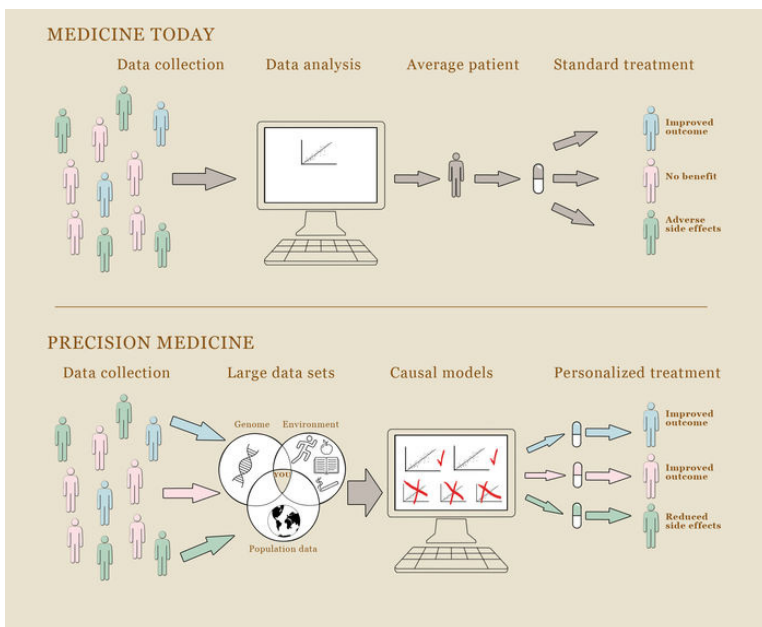 MEDICINE TODAY
Data collection
Data analysis
Average patient
Standard treatment
Improved
outcome
No benefit
Adverse
side effects
PRECISION MEDICINE
Data collection
Large data sets
Causal models
Personalized treatment
Genome
Environment
YOU
Population data
Improved
outcome
Improved
outcome
Reduced
side effects